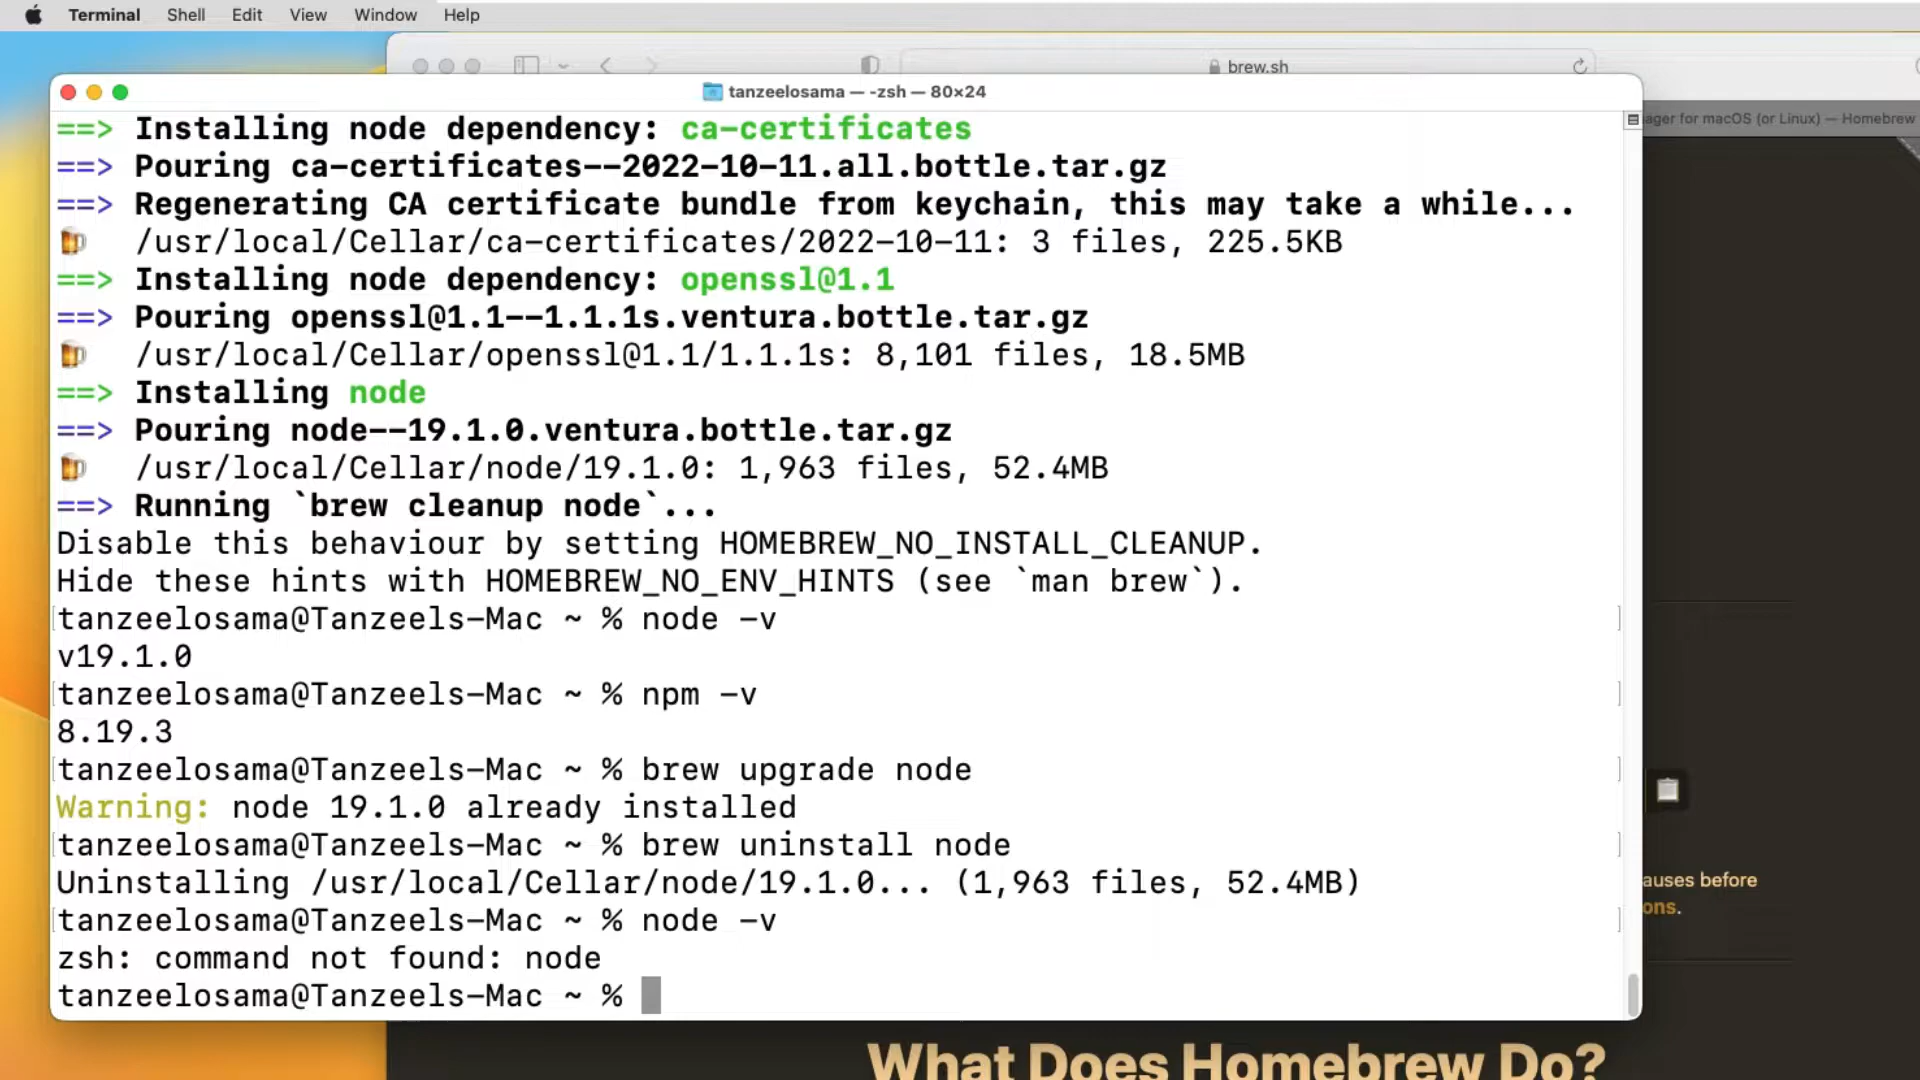 Terminal Shell Edit View Window Help
brew.sh
tanzeelosama — -zsh — 80×24
ager for macOS (or Linux) — Homebrew
==> Installing node dependency: ca-certificates
==> Pouring ca-certificates--2022-10-11.all.bottle.tar.gz
==> Regenerating CA certificate bundle from keychain, this may take a while...
/usr/local/Cellar/ca-certificates/2022-10-11: 3 files, 225.5KB
==> Installing node dependency: openssl@1.1
==> Pouring openssl@1.1--1.1.1s.ventura.bottle.tar.gz
/usr/local/Cellar/openssl@1.1/1.1.1s: 8,101 files, 18.5MB
==> Installing node
==> Pouring node--19.1.0.ventura.bottle.tar.gz
/usr/local/Cellar/node/19.1.0: 1,963 files, 52.4MB
==> Running `brew cleanup node`...
Disable this behaviour by setting HOMEBREW_NO_INSTALL_CLEANUP.
Hide these hints with HOMEBREW_NO_ENV_HINTS (see `man brew`).
tanzeelosama@Tanzeels-Mac ~ % node -v
v19.1.0
tanzeelosama@Tanzeels-Mac ~ % npm -v
8.19.3
tanzeelosama@Tanzeels-Mac ~ % brew upgrade node
Warning: node 19.1.0 already installed
tanzeelosama@Tanzeels-Mac ~ % brew uninstall node
Uninstalling /usr/local/Cellar/node/19.1.0... (1,963 files, 52.4MB)
tanzeelosama@Tanzeels-Mac ~ % node -v
zsh: command not found: node
tanzeelosama@Tanzeels-Mac ~ %
auses before
ons.
What Does Homebrew Do?